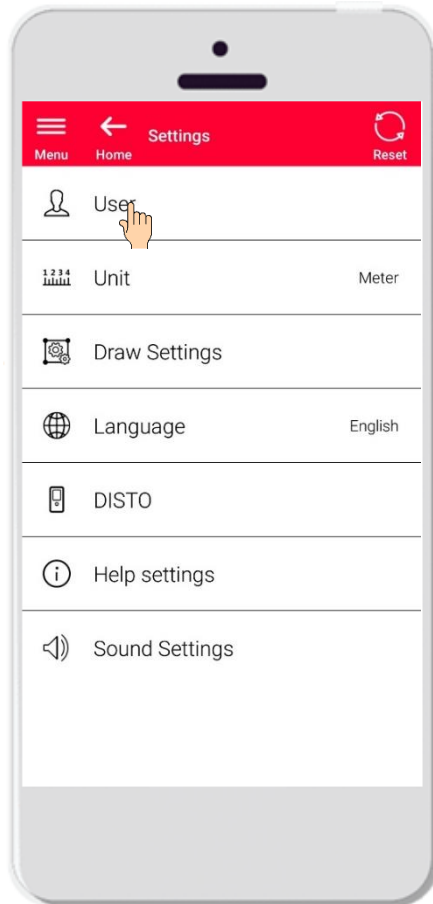 Settings
Menu
Home
Reset
User
1 2 3 4
Unit
Meter
Draw Settings
Language
English
DISTO
Help settings
Sound Settings